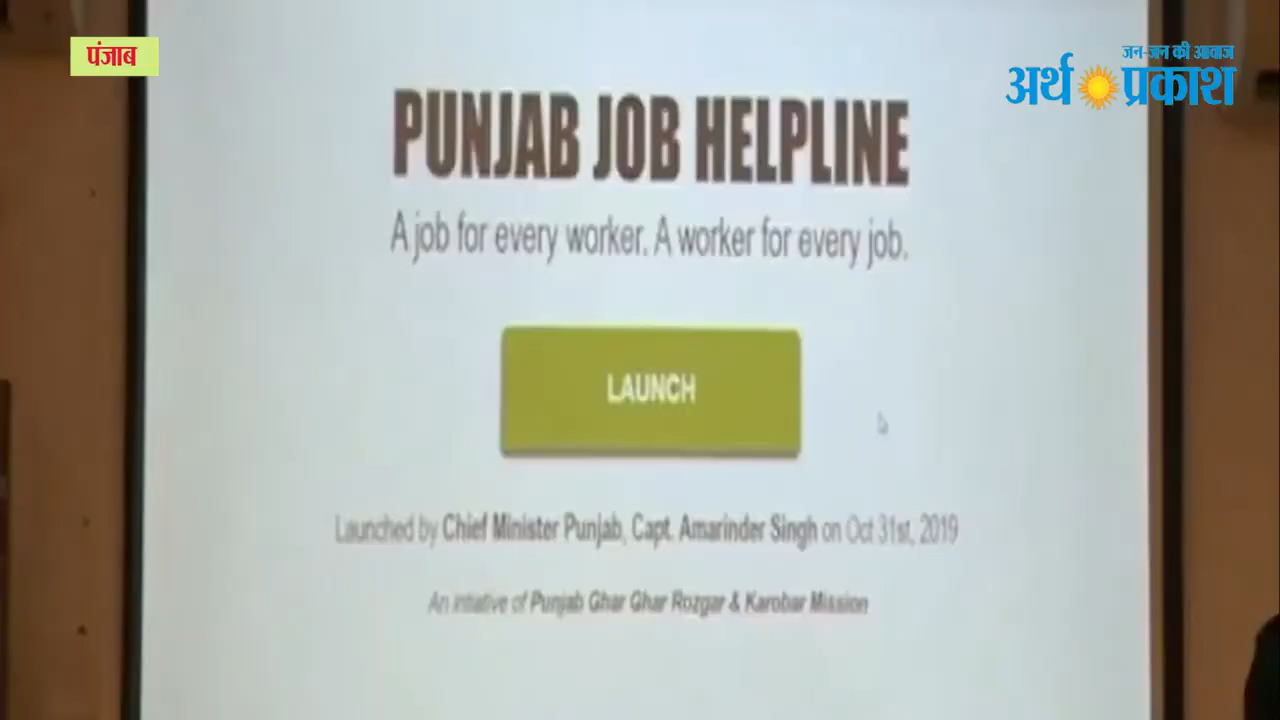 पंजाब
जन-जन की आवाज
अर्थ प्रकाश
PUNJAB JOB HELPLINE
A job for every worker. A worker for every job.
LAUNCH
Launched by Chief Minister Punjab, Capt. Amarinder Singh on Oct 31st, 2019
An intiative of Punjab Ghar Ghar Rozgar & Karobar Mission